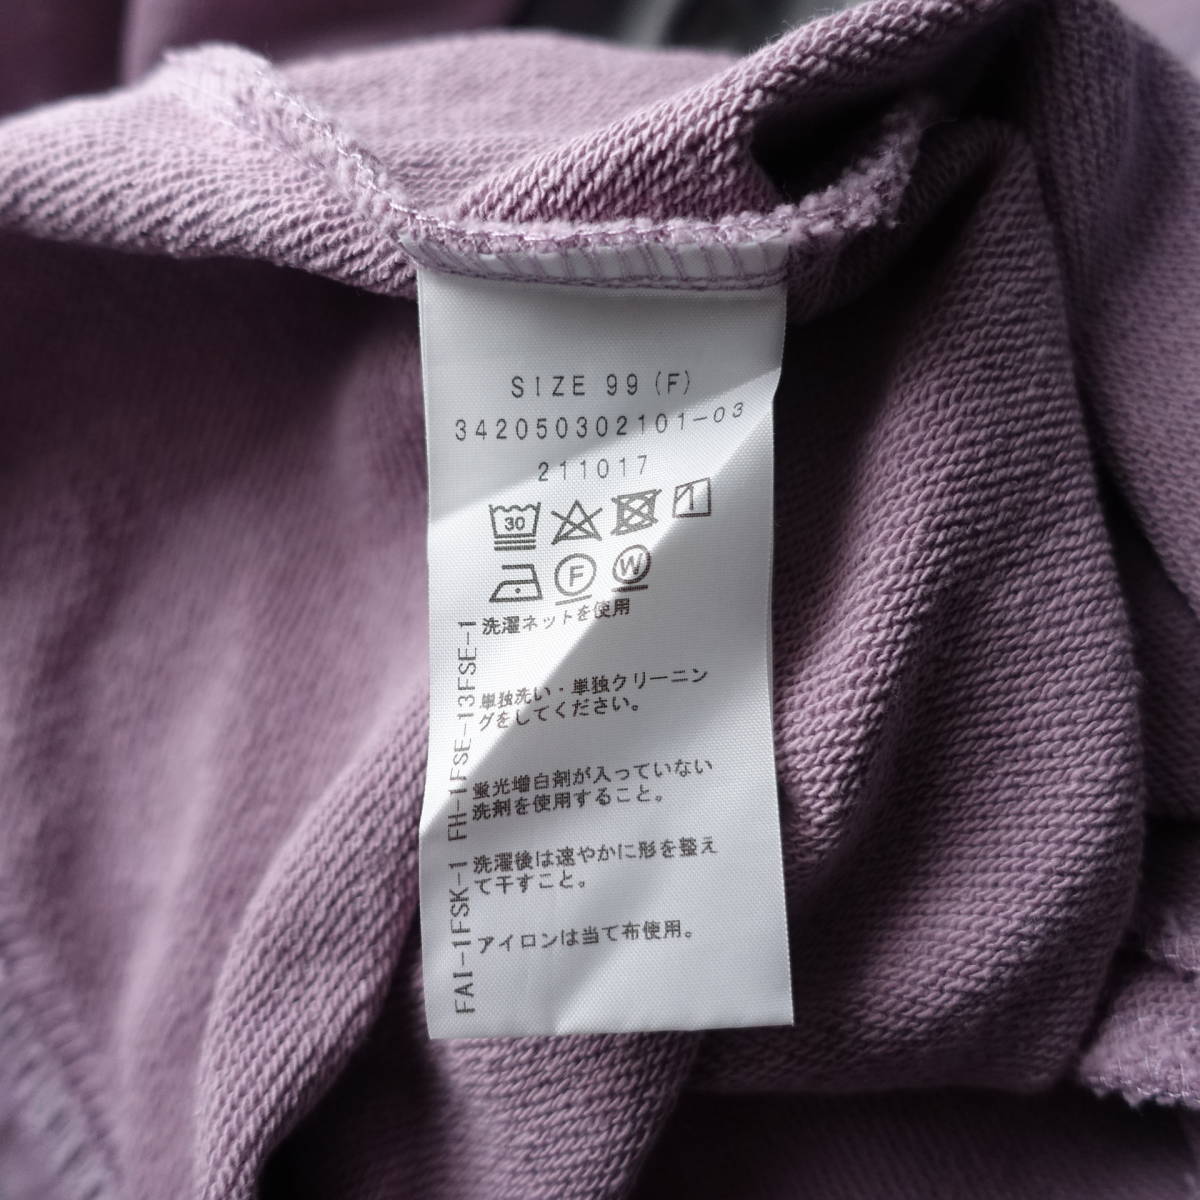 SIZE 99 (F)
342050302101-03
211017
30
F W
洗濯ネットを使用
単独洗い・単独クリーニン
グをしてください。
蛍光増白剤が入っていない
洗剤を使用すること。
洗濯後は速やかに形を整え
て干すこと。
アイロンは当て布使用。
FAI-1FSK-1 FH-1FSE-13FSE-1